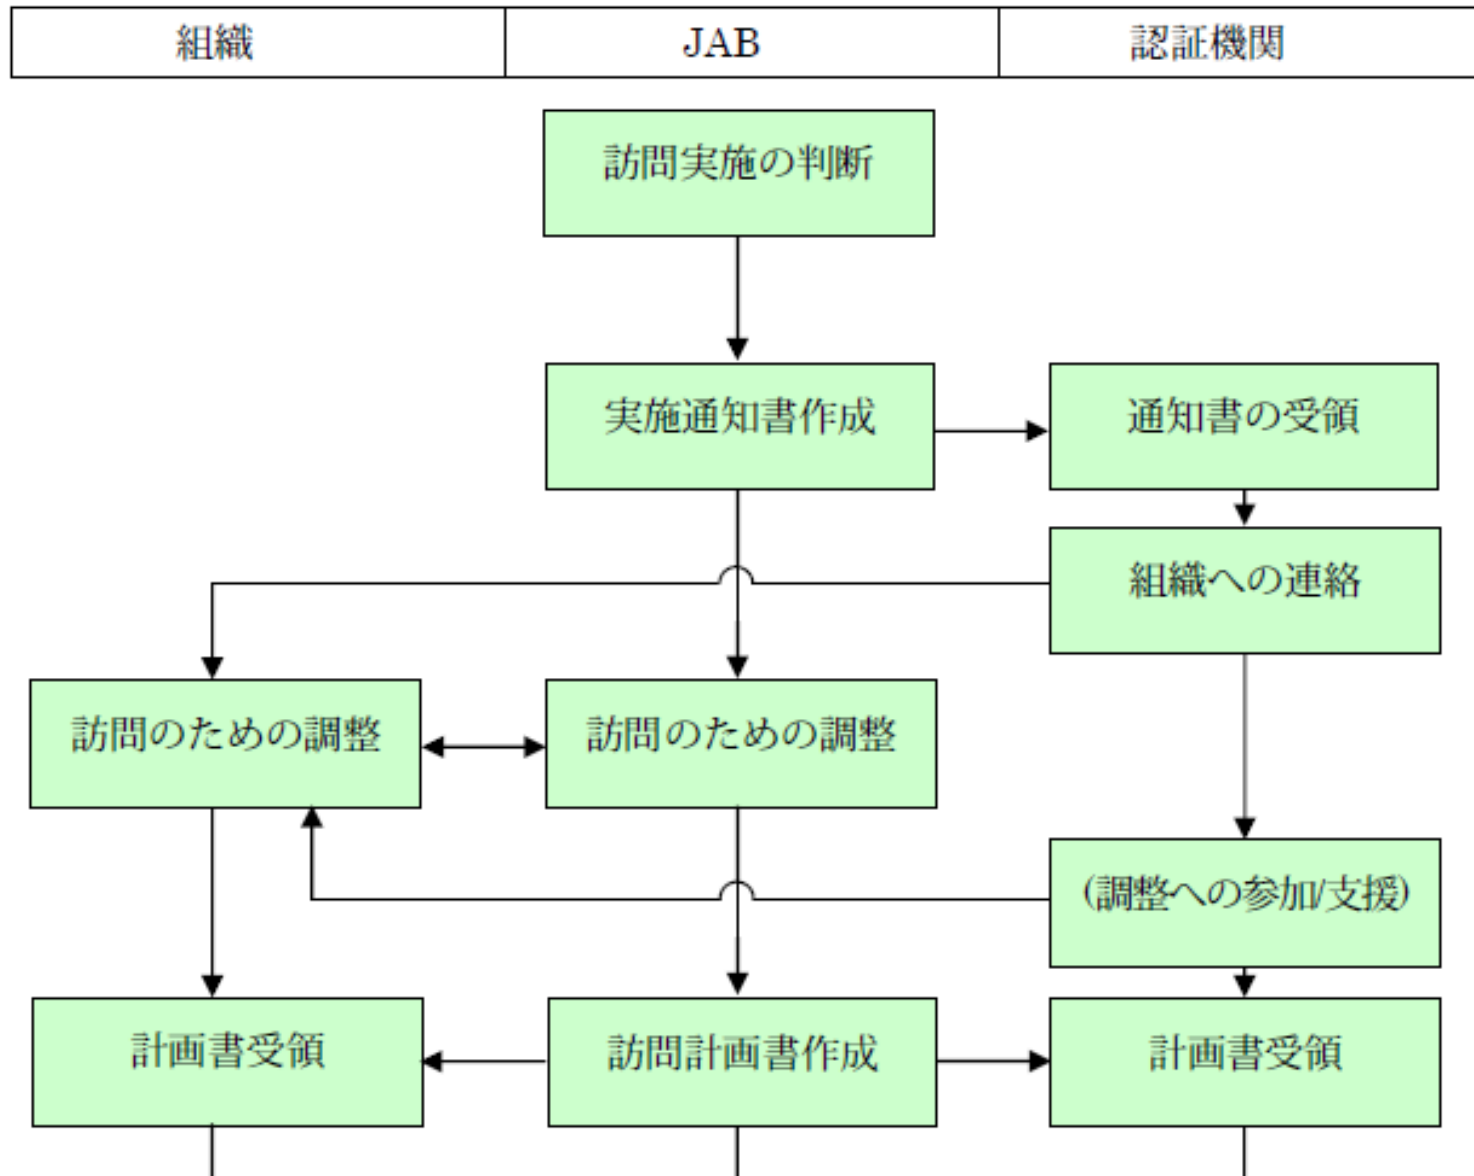 組織 JAB 認証機関
訪問実施の判断
実施通知書作成 通知書の受領
組織への連絡
訪問のための調整 訪問のための調整
(調整への参加/支援)
計画書受領 訪問計画書作成 計画書受領